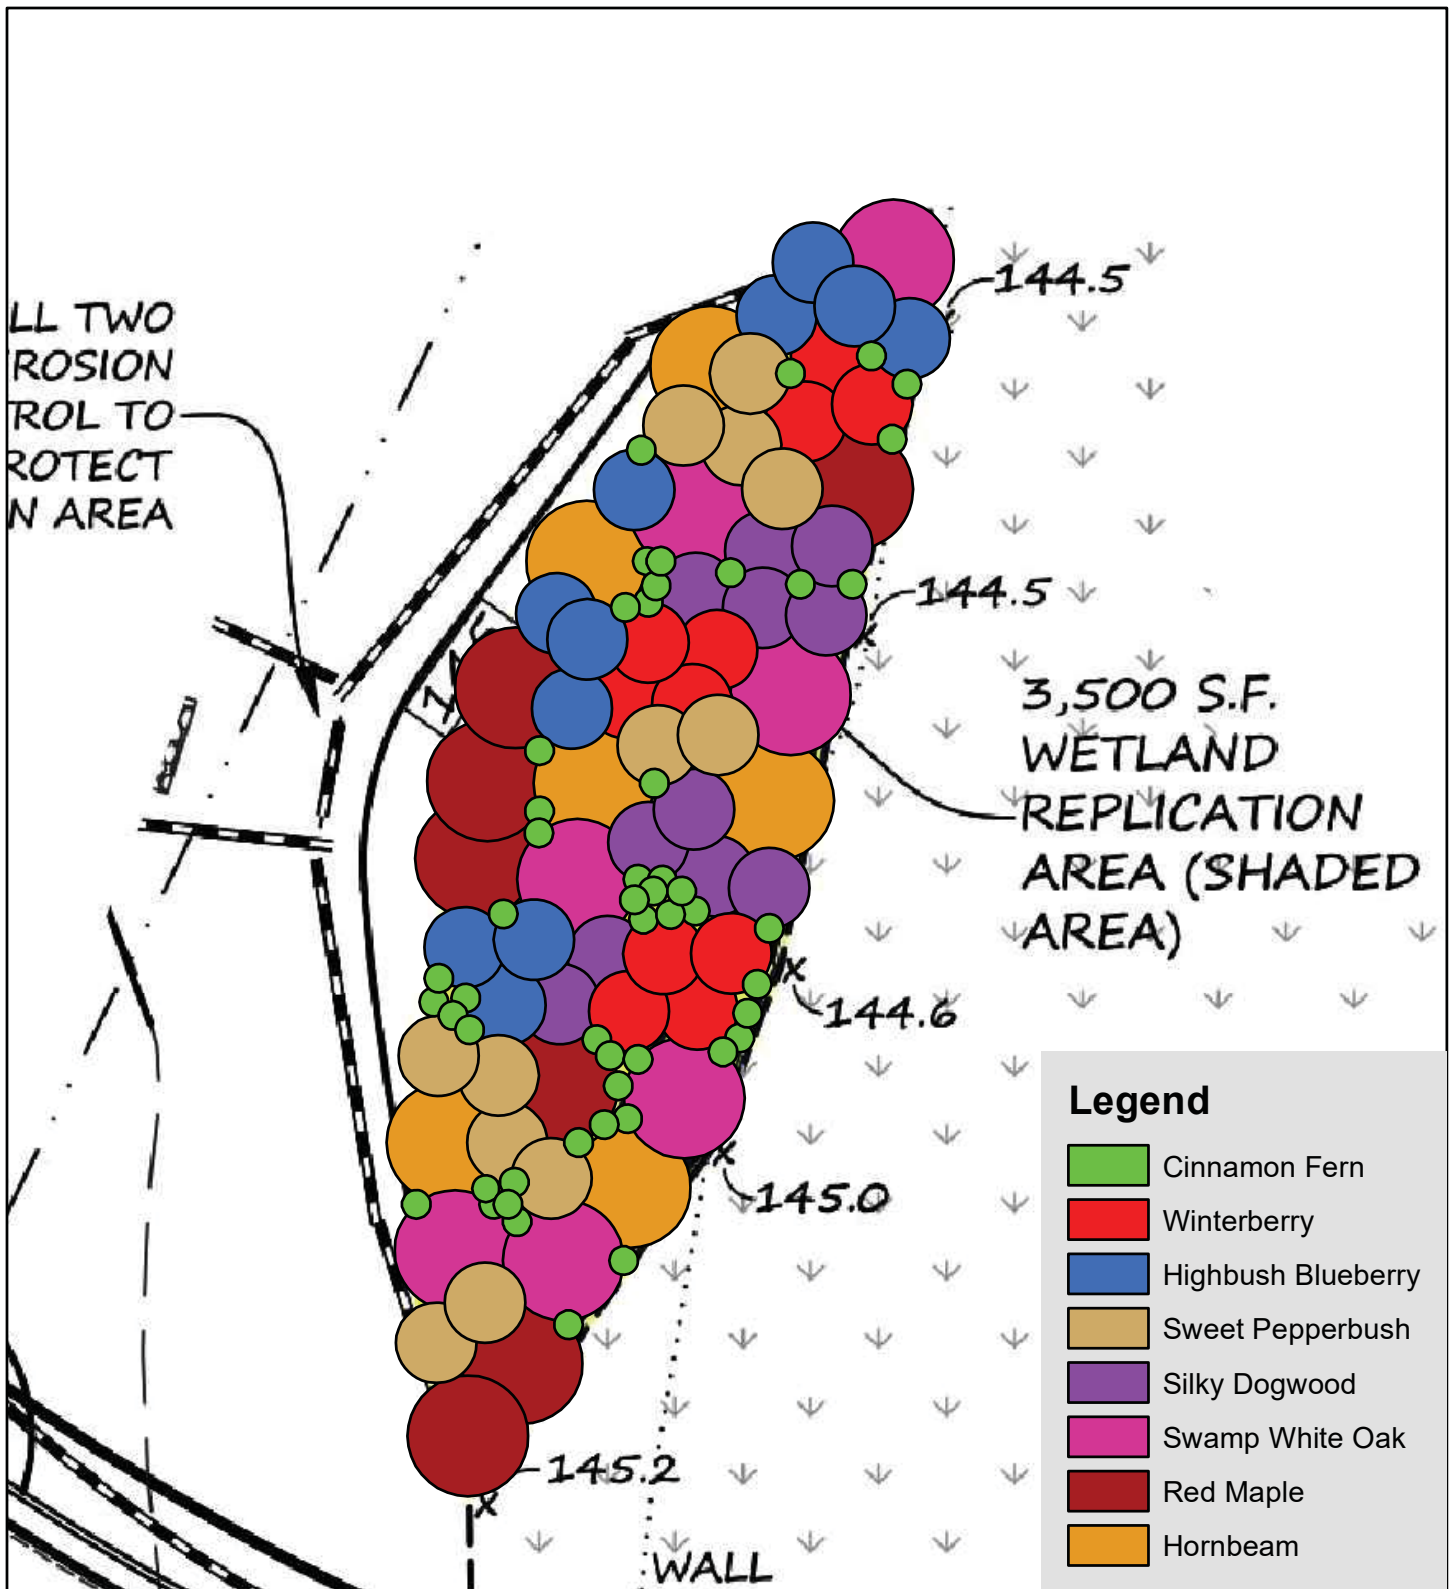 LL TWO
ROSION
TROL TO
ROTECT
N AREA
144.5
144.5
3,500 S.F.
WETLAND
REPLICATION
AREA (SHADED
AREA)
144.6
145.0
145.2
WALL
Legend
Cinnamon Fern
Winterberry
Highbush Blueberry
Sweet Pepperbush
Silky Dogwood
Swamp White Oak
Red Maple
Hornbeam